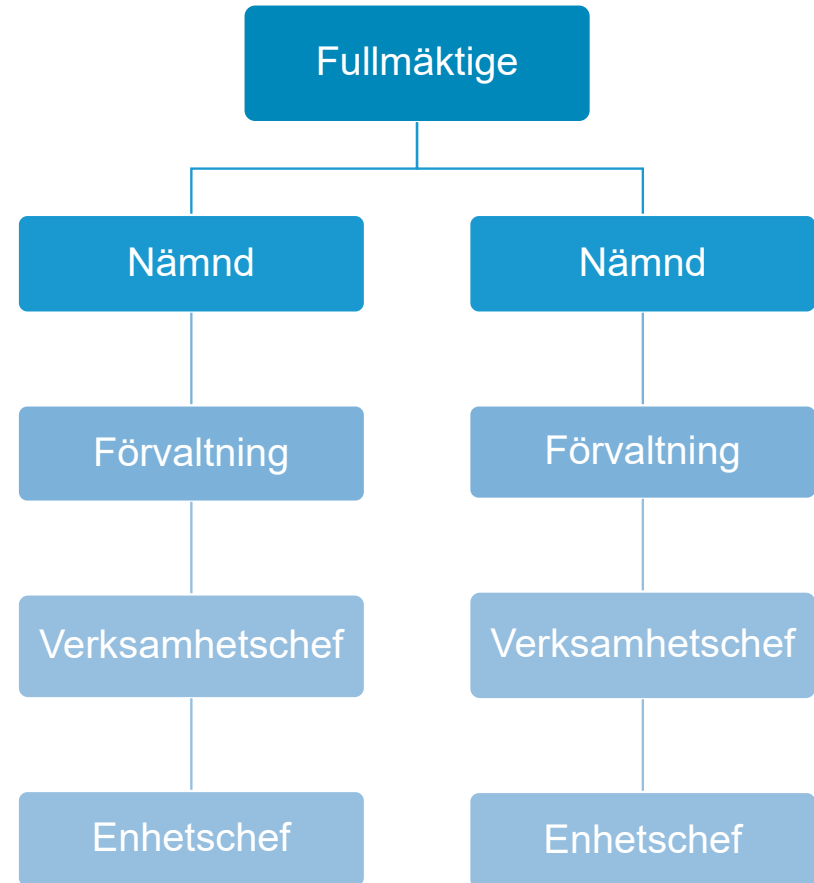 Fullmäktige
Nämnd
Nämnd
Förvaltning
Förvaltning
Verksamhetschef
Verksamhetschef
Enhetschef
Enhetschef